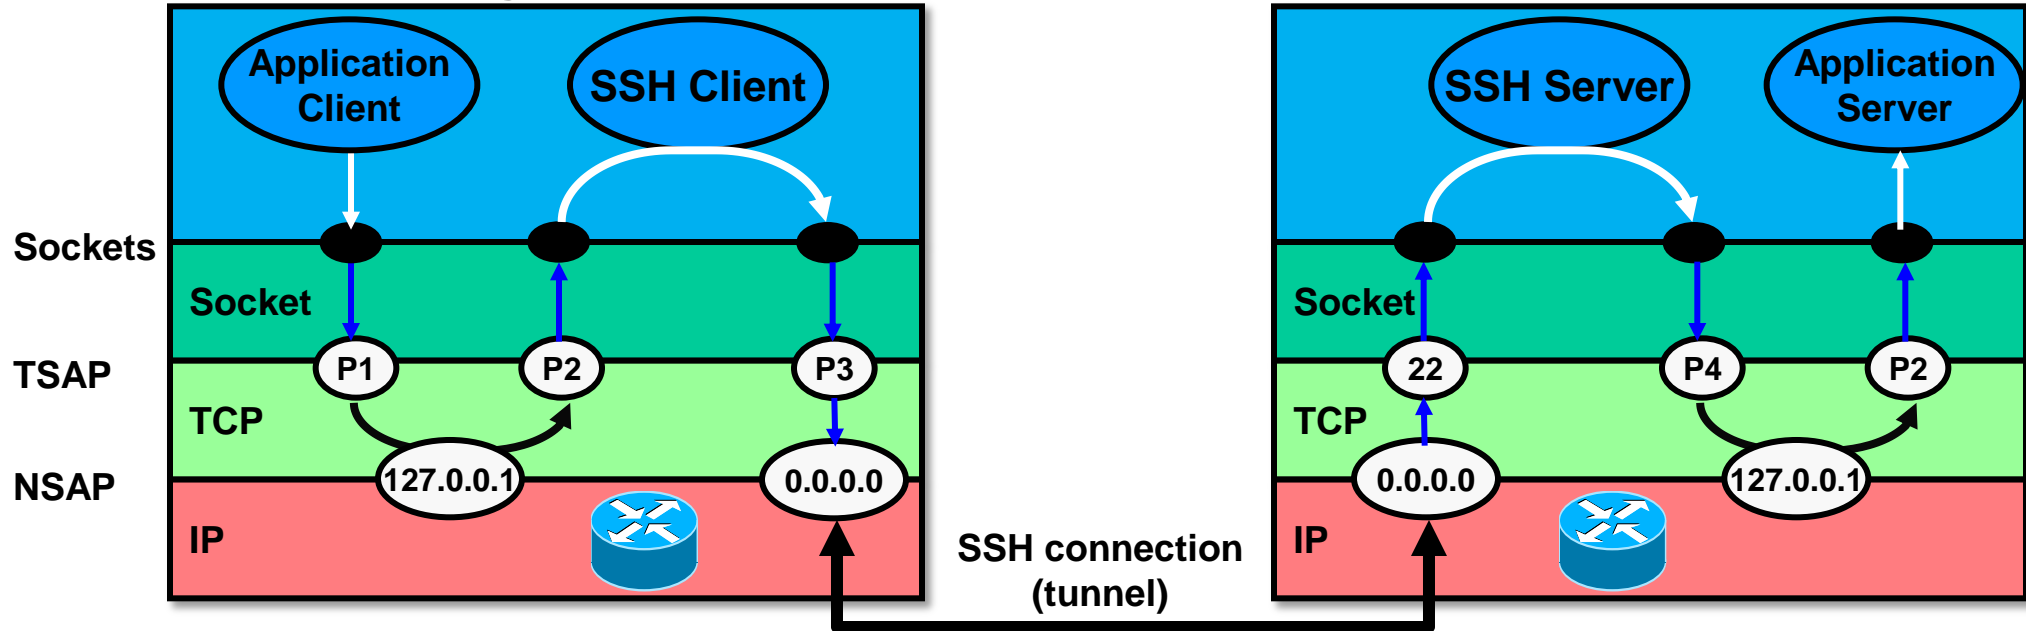 Application
Client
SSH Client
SSH Server
Application
Server
Sockets
Socket
Socket
TSAP
P1
P2
P3
22
P4
P2
TCP
TCP
NSAP
127.0.0.1
0.0.0.0
0.0.0.0
127.0.0.1
IP
IP
SSH connection
(tunnel)